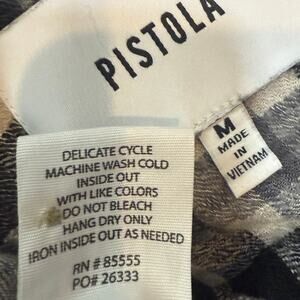 PISTOLA
M
MADE
IN
VIETNAM
DELICATE CYCLE
MACHINE WASH COLD
INSIDE OUT
WITH LIKE COLORS
DO NOT BLEACH
HANG DRY ONLY
IRON INSIDE OUT AS NEEDED
RN # 85555
PO# 26333